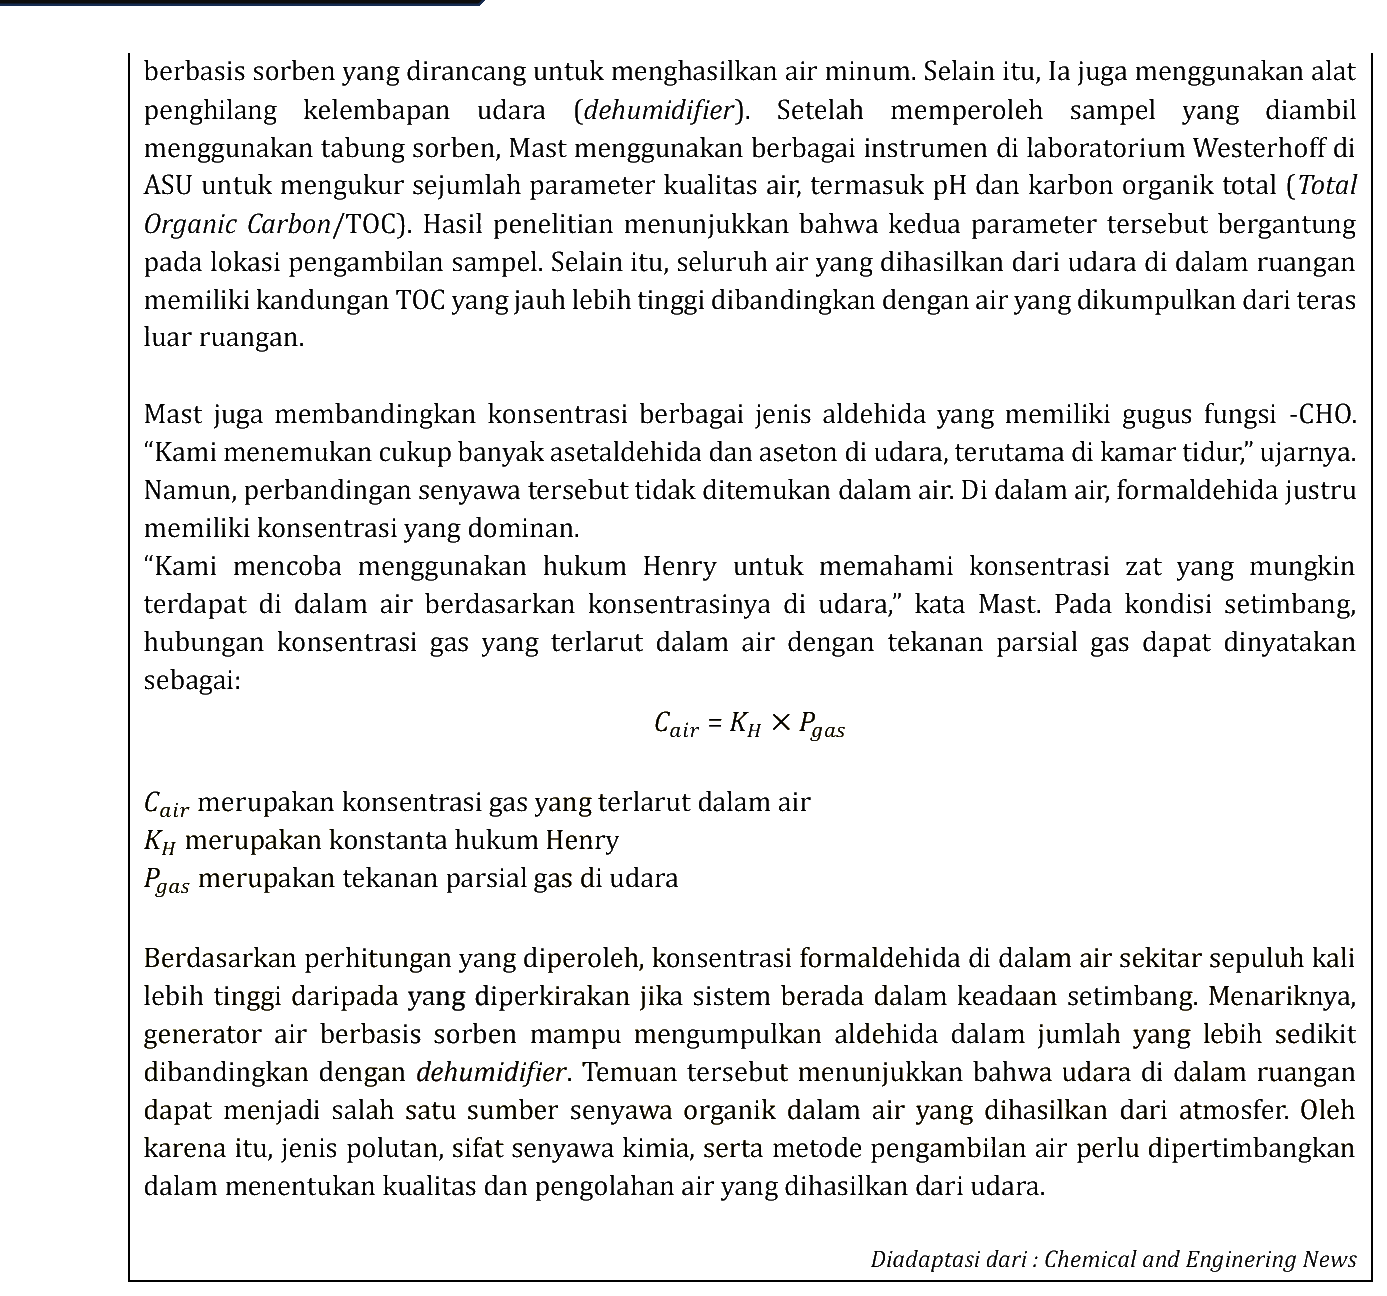 berbasis sorben yang dirancang untuk menghasilkan air minum. Selain itu, Ia juga menggunakan alat
penghilang kelembapan udara (dehumidifier). Setelah memperoleh sampel yang diambil
menggunakan tabung sorben, Mast menggunakan berbagai instrumen di laboratorium Westerhoff di
ASU untuk mengukur sejumlah parameter kualitas air, termasuk pH dan karbon organik total (Total
Organic Carbon/TOC). Hasil penelitian menunjukkan bahwa kedua parameter tersebut bergantung
pada lokasi pengambilan sampel. Selain itu, seluruh air yang dihasilkan dari udara di dalam ruangan
memiliki kandungan TOC yang jauh lebih tinggi dibandingkan dengan air yang dikumpulkan dari teras
luar ruangan.
Mast juga membandingkan konsentrasi berbagai jenis aldehida yang memiliki gugus fungsi -CHO.
“Kami menemukan cukup banyak asetaldehida dan aseton di udara, terutama di kamar tidur,” ujarnya.
Namun, perbandingan senyawa tersebut tidak ditemukan dalam air. Di dalam air, formaldehida justru
memiliki konsentrasi yang dominan.
“Kami mencoba menggunakan hukum Henry untuk memahami konsentrasi zat yang mungkin
terdapat di dalam air berdasarkan konsentrasinya di udara,” kata Mast. Pada kondisi setimbang,
hubungan konsentrasi gas yang terlarut dalam air dengan tekanan parsial gas dapat dinyatakan
sebagai:
C_air = K_H × P_gas
C_air merupakan konsentrasi gas yang terlarut dalam air
K_H merupakan konstanta hukum Henry
P_gas merupakan tekanan parsial gas di udara
Berdasarkan perhitungan yang diperoleh, konsentrasi formaldehida di dalam air sekitar sepuluh kali
lebih tinggi daripada yang diperkirakan jika sistem berada dalam keadaan setimbang. Menariknya,
generator air berbasis sorben mampu mengumpulkan aldehida dalam jumlah yang lebih sedikit
dibandingkan dengan dehumidifier. Temuan tersebut menunjukkan bahwa udara di dalam ruangan
dapat menjadi salah satu sumber senyawa organik dalam air yang dihasilkan dari atmosfer. Oleh
karena itu, jenis polutan, sifat senyawa kimia, serta metode pengambilan air perlu dipertimbangkan
dalam menentukan kualitas dan pengolahan air yang dihasilkan dari udara.
Diadaptasi dari : Chemical and Enginering News